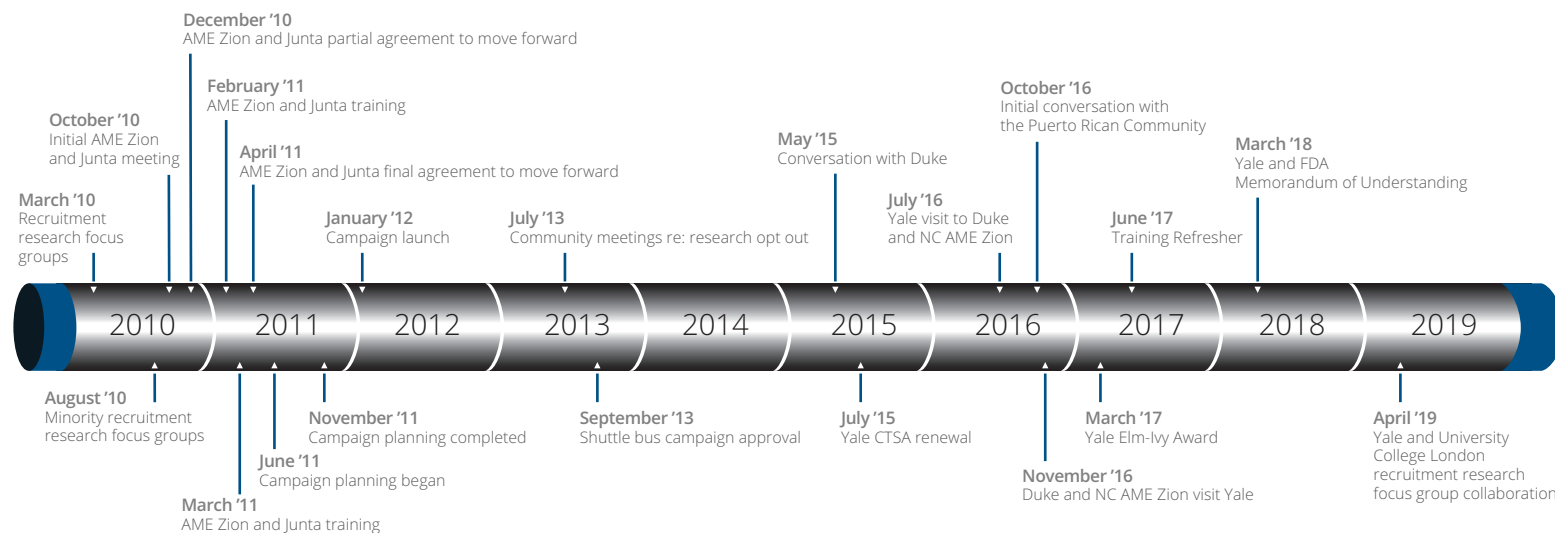 December ’10
AME Zion and Junta partial agreement to move forward
February ’11
AME Zion and Junta training
October ’10
Initial AME Zion
and Junta meeting
April ’11
AME Zion and Junta final agreement to move forward
March ’10
Recruitment
research focus
groups
January ’12
Campaign launch
July ’13
Community meetings re: research opt out
May ’15
Conversation with Duke
July ’16
Yale visit to Duke
and NC AME Zion
October ’16
Initial conversation with
the Puerto Rican Community
June ’17
Training Refresher
March ’18
Yale and FDA
Memorandum of Understanding
2010
2011
2012
2013
2014
2015
2016
2017
2018
2019
August ’10
Minority recruitment
research focus groups
March ’11
AME Zion and Junta training
June ’11
Campaign planning began
November ’11
Campaign planning completed
September ’13
Shuttle bus campaign approval
July ’15
Yale CTSA renewal
November ’16
Duke and NC AME Zion visit Yale
March ’17
Yale Elm-Ivy Award
April ’19
Yale and University
College London
recruitment research
focus group collaboration